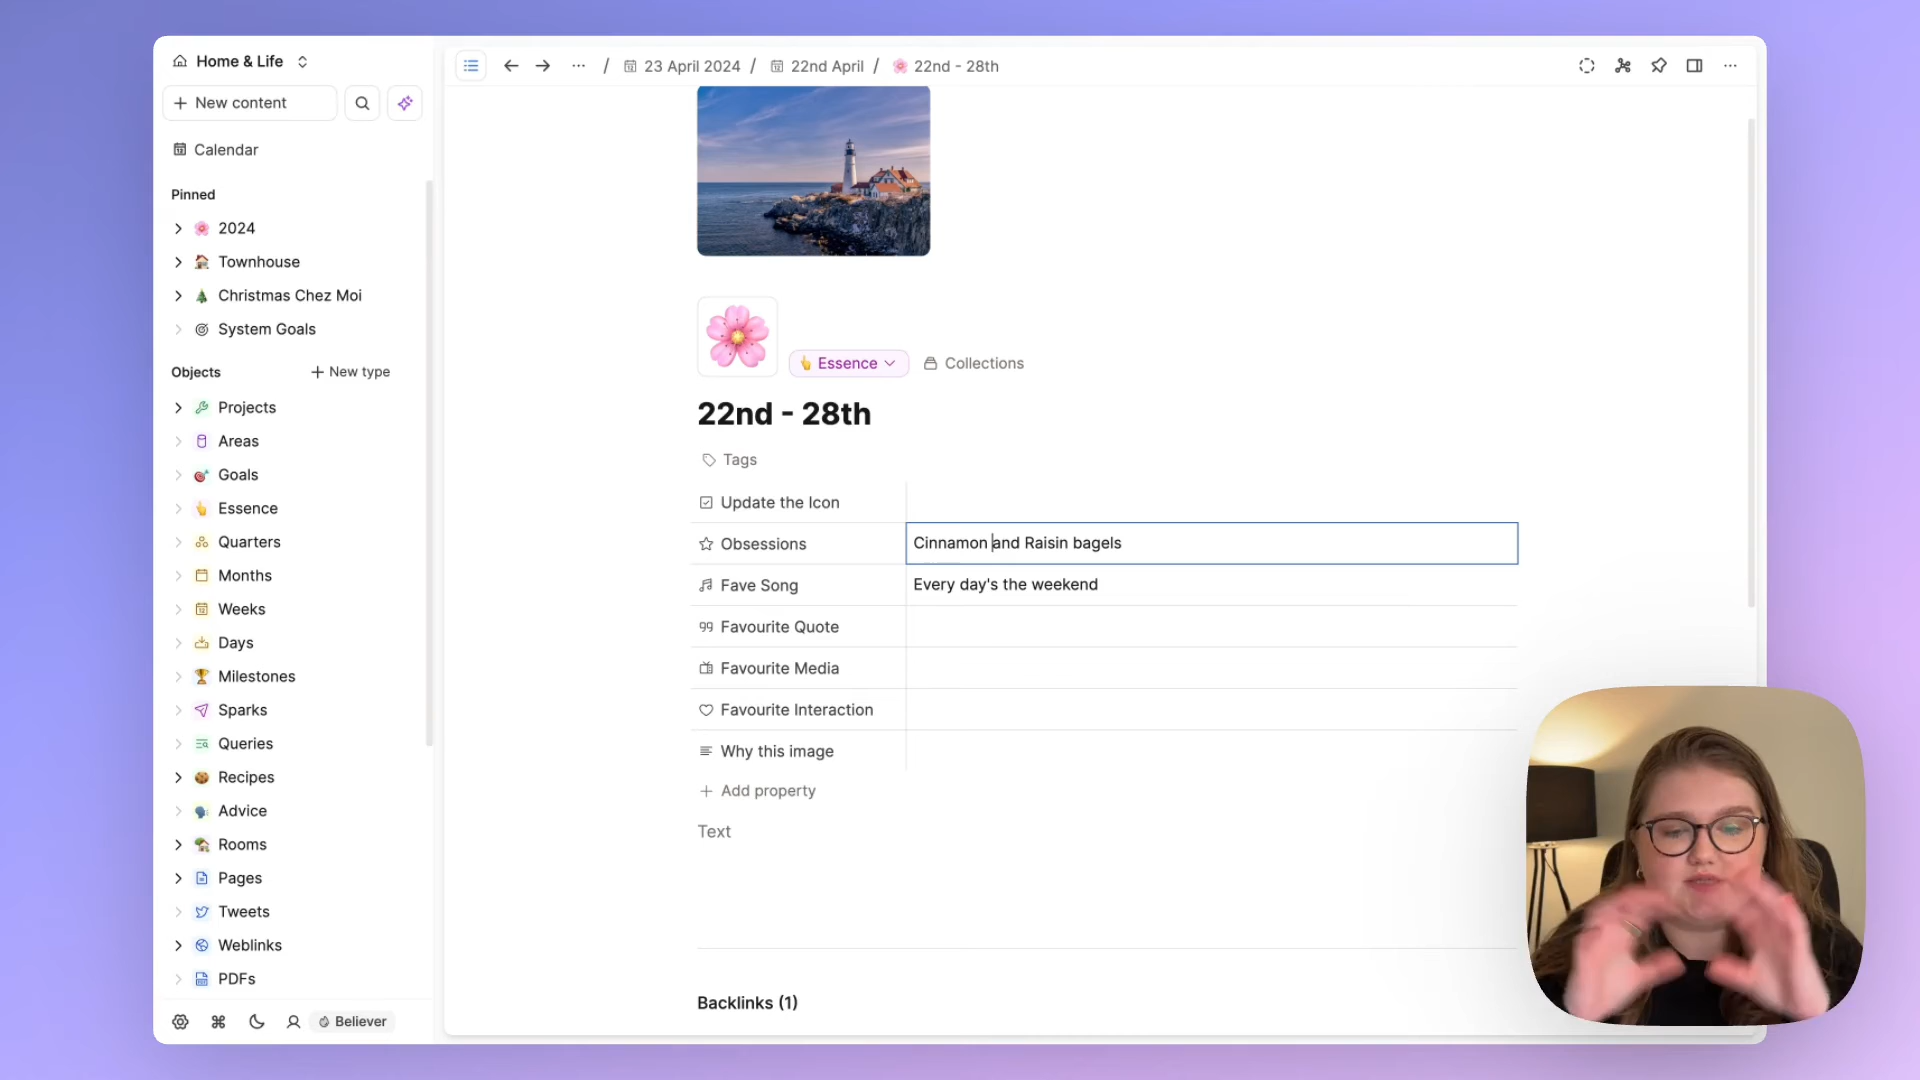 Home & Life
New content
Calendar
Pinned
2024
Townhouse
Christmas Chez Moi
System Goals
Objects
New type
Projects
Areas
Goals
Essence
Quarters
Months
Weeks
Days
Milestones
Sparks
Queries
Recipes
Advice
Rooms
Pages
Tweets
Weblinks
PDFs
Believer
... / 23 April 2024 / 22nd April / 22nd - 28th
Essence
Collections
22nd - 28th
Tags
Update the Icon
Obsessions
Cinnamon and Raisin bagels
Fave Song
Every day's the weekend
Favourite Quote
Favourite Media
Favourite Interaction
Why this image
Add property
Text
Backlinks (1)